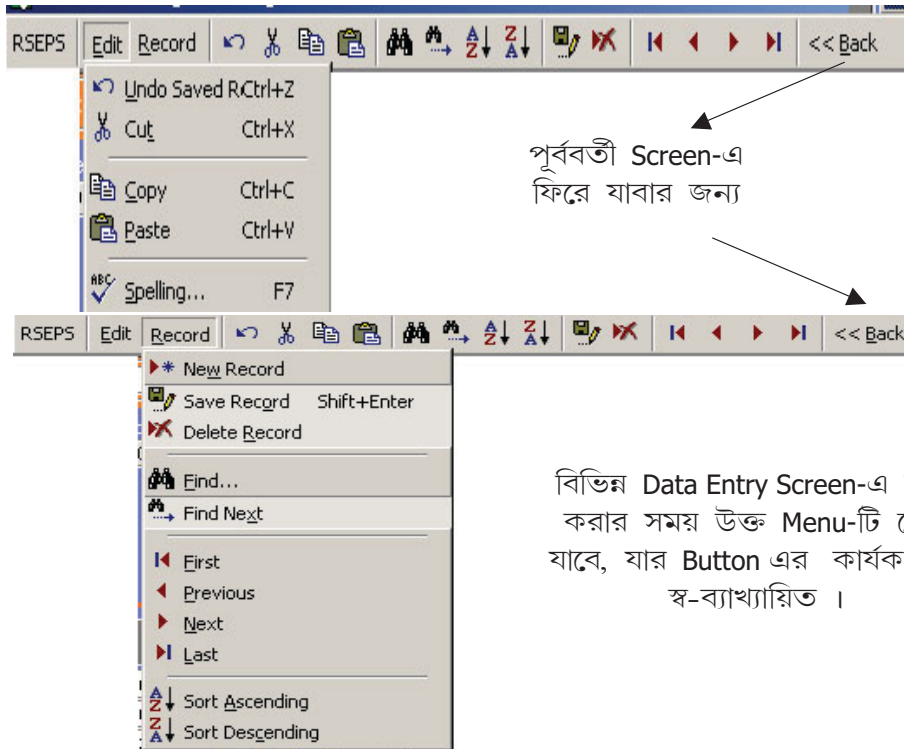 RSEPS Edit Record << Back
Undo Saved R Ctrl+Z
Cut Ctrl+X
Copy Ctrl+C
Paste Ctrl+V
Spelling... F7
পূর্ববর্তী Screen-এ
ফিরে যাবার জন্য
RSEPS Edit Record << Back
New Record
Save Record Shift+Enter
Delete Record
Find...
Find Next
First
Previous
Next
Last
Sort Ascending
Sort Descending
বিভিন্ন Data Entry Screen-এ
করার সময় উক্ত Menu-টি
যাবে, যার Button এর কার্যক
স্ব-ব্যাখ্যায়িত ।